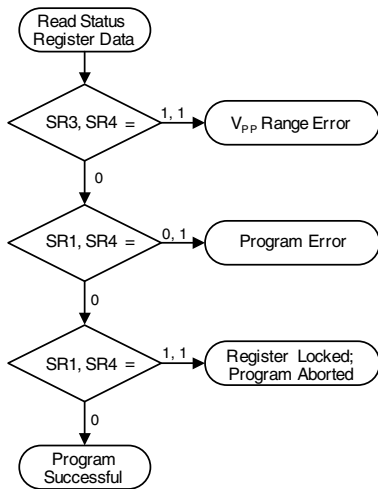 Read Status
Register Data
SR3, SR4 =
1, 1
VPP Range Error
0
SR1, SR4 =
0, 1
Program Error
0
SR1, SR4 =
1, 1
Register Locked;
Program Aborted
0
Program
Successful